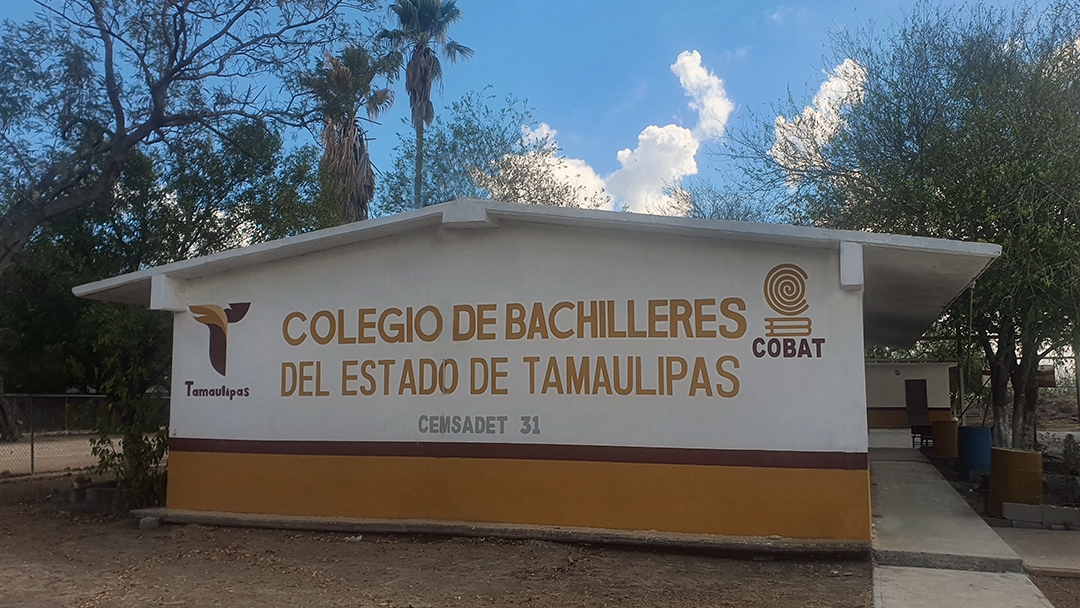 COLEGIO DE BACHILLERES
DEL ESTADO DE TAMAULIPAS
CEMSADET 31
Tamaulipas
COBAT